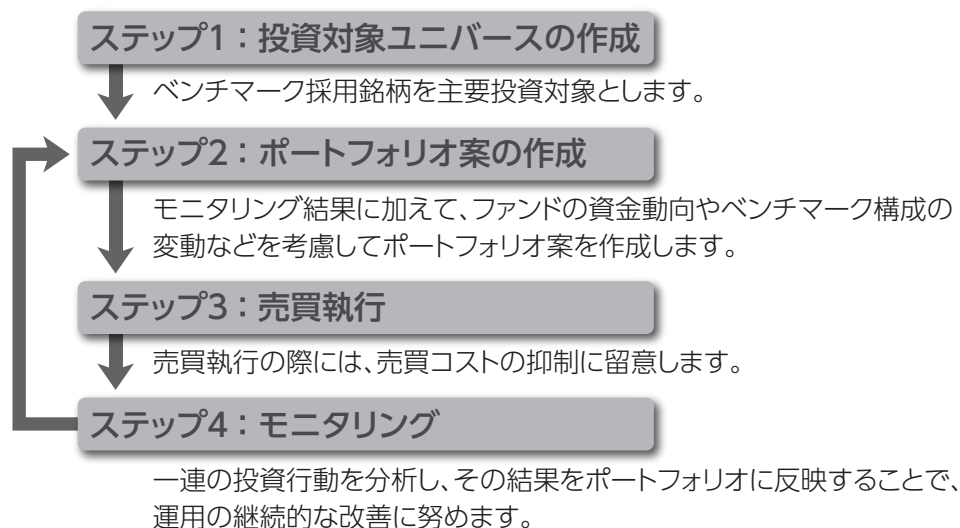 ステップ1：投資対象ユニバースの作成
ベンチマーク採用銘柄を主要投資対象とします。
ステップ2：ポートフォリオ案の作成
モニタリング結果に加えて、ファンドの資金動向やベンチマーク構成の
変動などを考慮してポートフォリオ案を作成します。
ステップ3：売買執行
売買執行の際には、売買コストの抑制に留意します。
ステップ4：モニタリング
一連の投資行動を分析し、その結果をポートフォリオに反映することで、
運用の継続的な改善に努めます。